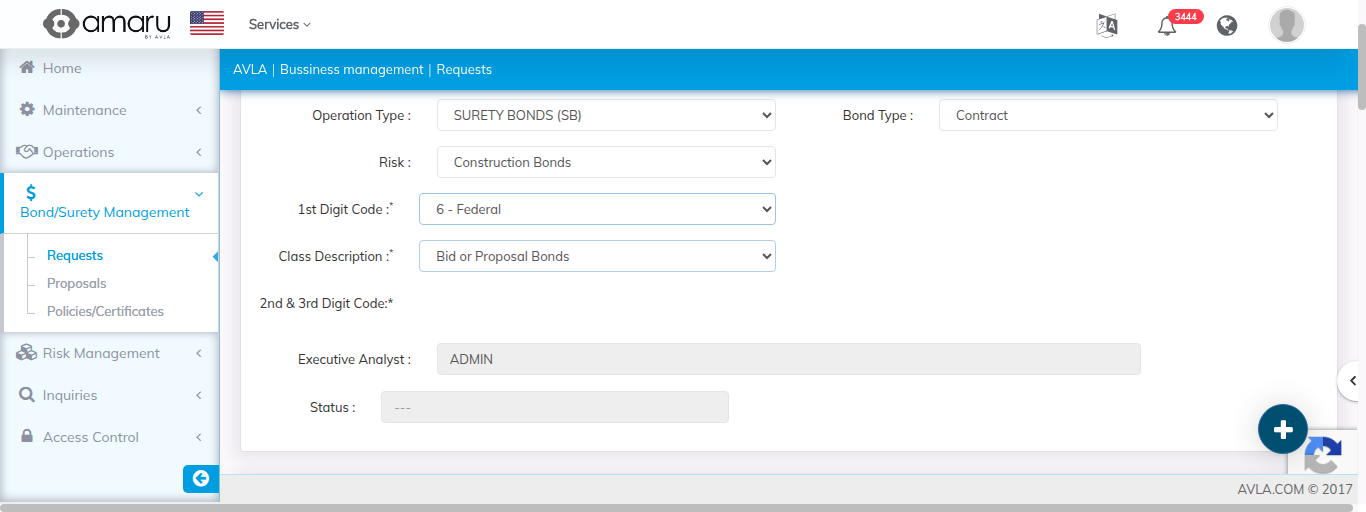 amaru
BY AVLA
Services
3444
AVLA | Bussiness management | Requests
Home
Maintenance
Operations
Bond/Surety Management
Requests
Proposals
Policies/Certificates
Risk Management
Inquiries
Access Control
Operation Type :
SURETY BONDS (SB)
Bond Type :
Contract
Risk :
Construction Bonds
1st Digit Code :*
6 - Federal
Class Description :*
Bid or Proposal Bonds
2nd & 3rd Digit Code:*
Executive Analyst :
ADMIN
Status :
---
AVLA.COM © 2017